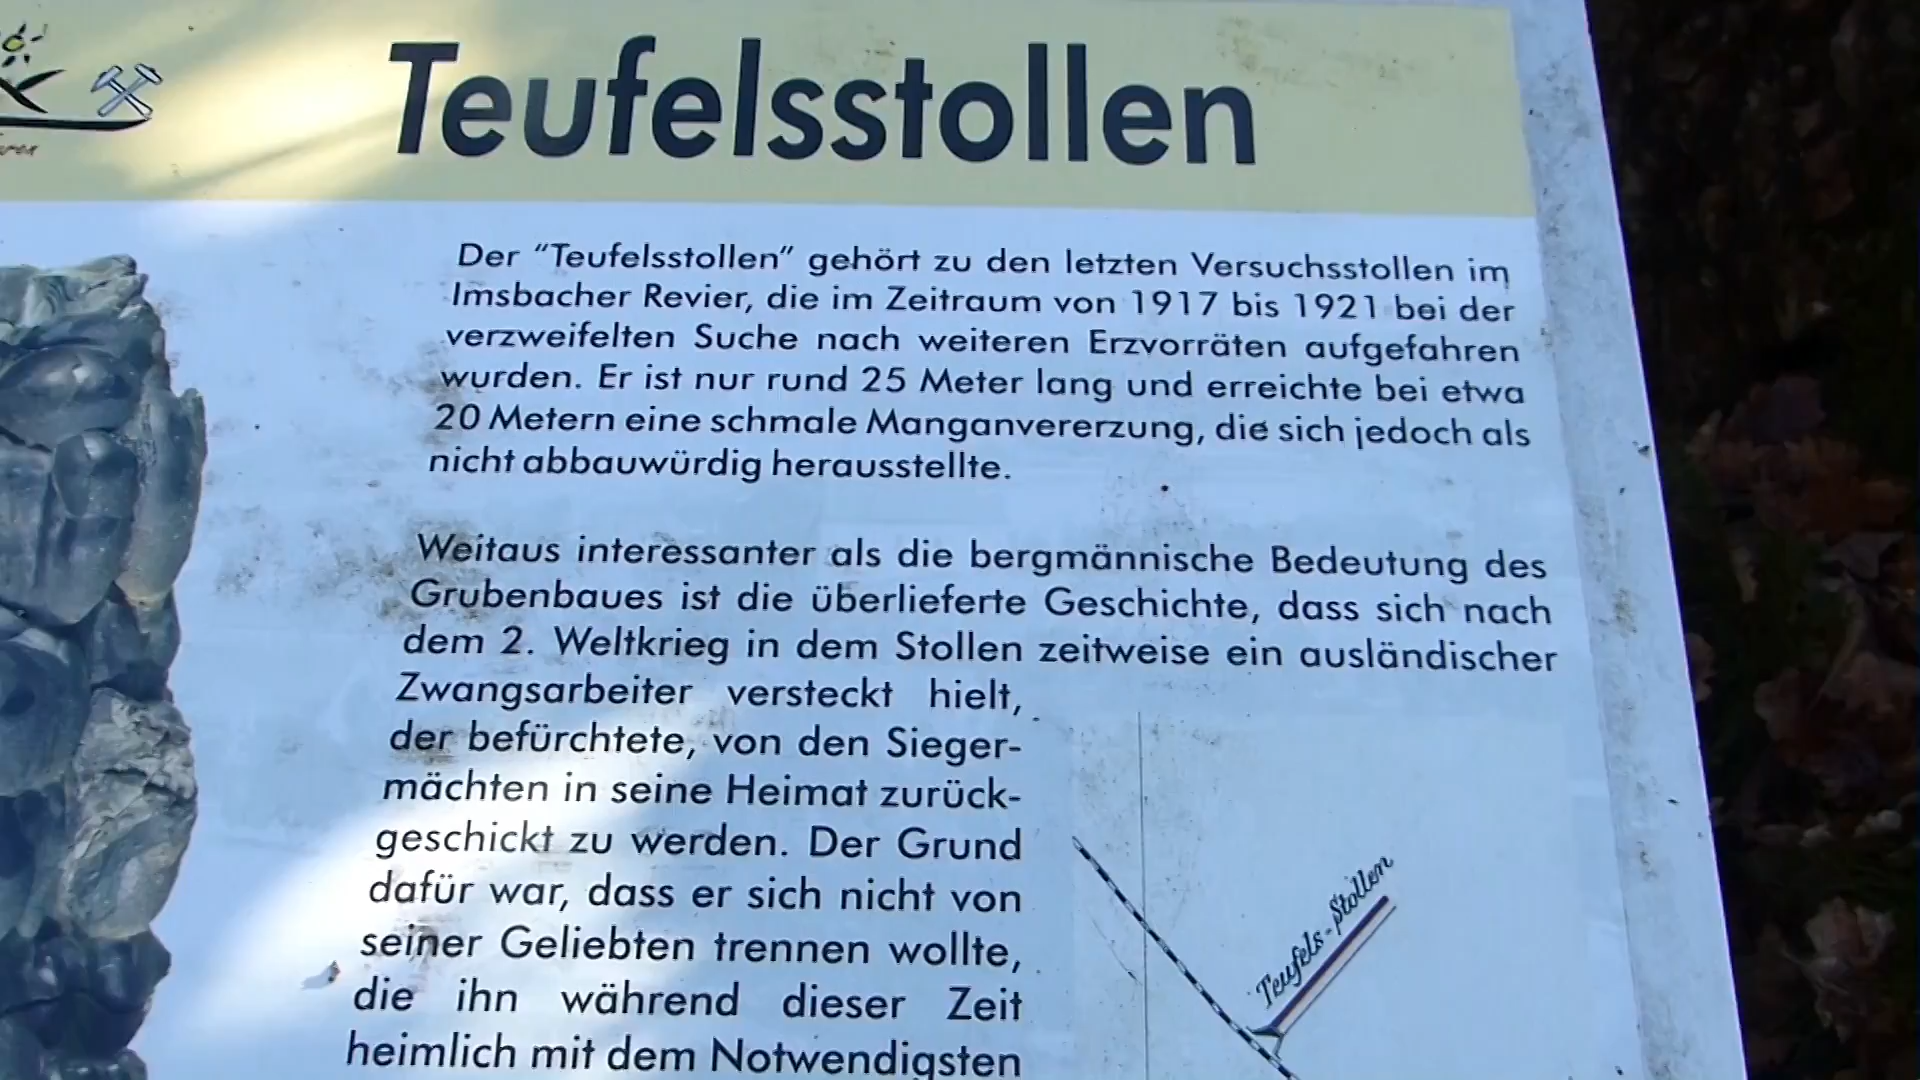 Teufelsstollen
Der “Teufelsstollen” gehört zu den letzten Versuchsstollen im
Imsbacher Revier, die im Zeitraum von 1917 bis 1921 bei der
verzweifelten Suche nach weiteren Erzvorräten aufgefahren
wurden. Er ist nur rund 25 Meter lang und erreichte bei etwa
20 Metern eine schmale Manganvererzung, die sich jedoch als
nicht abbauwürdig herausstellte.
Weitaus interessanter als die bergmännische Bedeutung des
Grubenbaues ist die überlieferte Geschichte, dass sich nach
dem 2. Weltkrieg in dem Stollen zeitweise ein ausländischer
Zwangsarbeiter versteckt hielt,
der befürchtete, von den Sieger-
mächten in seine Heimat zurück-
geschickt zu werden. Der Grund
dafür war, dass er sich nicht von
seiner Geliebten trennen wollte,
die ihn während dieser Zeit
heimlich mit dem Notwendigsten
Teufels-Stollen